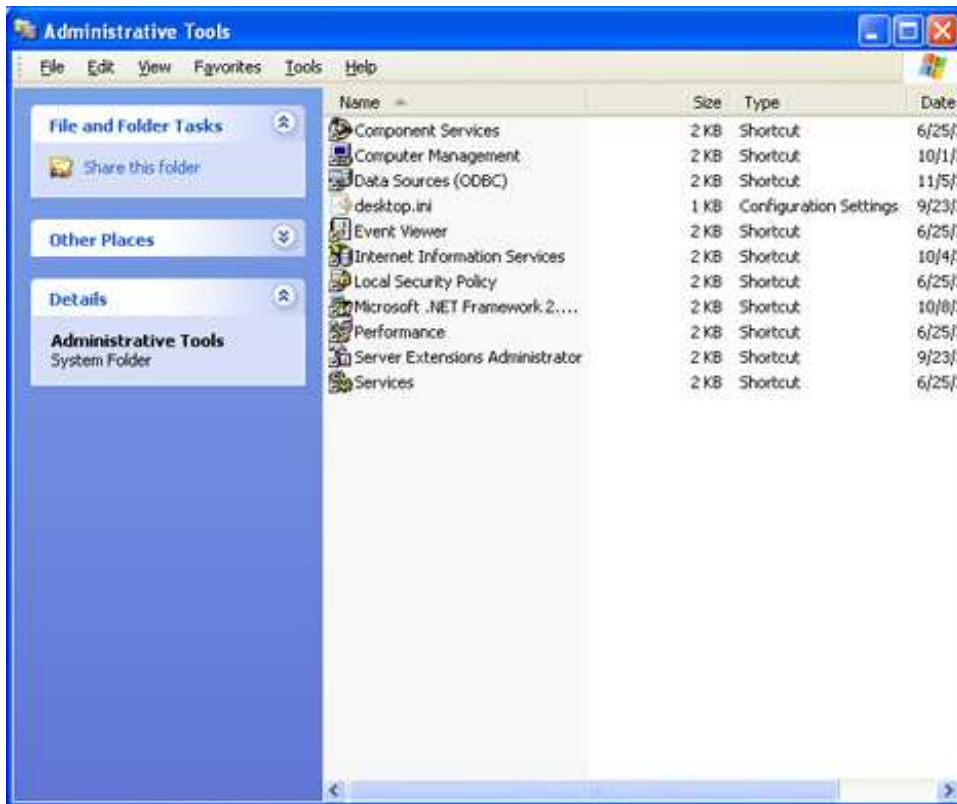 Administrative Tools
File Edit View Favorites Tools Help
File and Folder Tasks
Share this folder
Other Places
Details
Administrative Tools
System Folder
Name Size Type Date
Component Services 2 KB Shortcut 6/25/
Computer Management 2 KB Shortcut 10/1/
Data Sources (ODBC) 2 KB Shortcut 11/5/
desktop.ini 1 KB Configuration Settings 9/23/
Event Viewer 2 KB Shortcut 6/25/
Internet Information Services 2 KB Shortcut 10/4/
Local Security Policy 2 KB Shortcut 6/25/
Microsoft .NET Framework 2.... 2 KB Shortcut 10/8/
Performance 2 KB Shortcut 6/25/
Server Extensions Administrator 2 KB Shortcut 9/23/
Services 2 KB Shortcut 6/25/